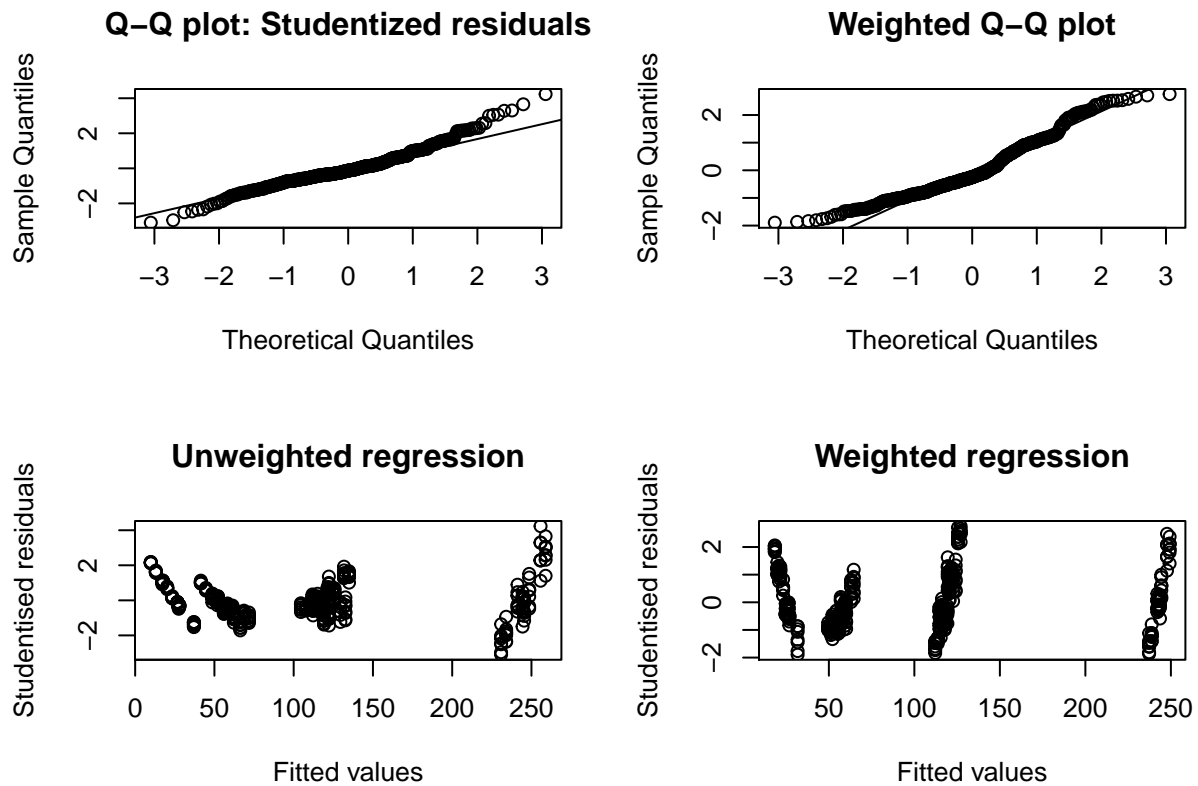 Q−Q plot: Studentized residuals
Sample Quantiles
2
−2
−3 −2 −1 0 1 2 3
Theoretical Quantiles
Weighted Q−Q plot
Sample Quantiles
2
0
−2
−3 −2 −1 0 1 2 3
Theoretical Quantiles
Unweighted regression
Studentised residuals
2
−2
0 50 100 150 200 250
Fitted values
Weighted regression
Studentised residuals
2
0
−2
50 100 150 200 250
Fitted values